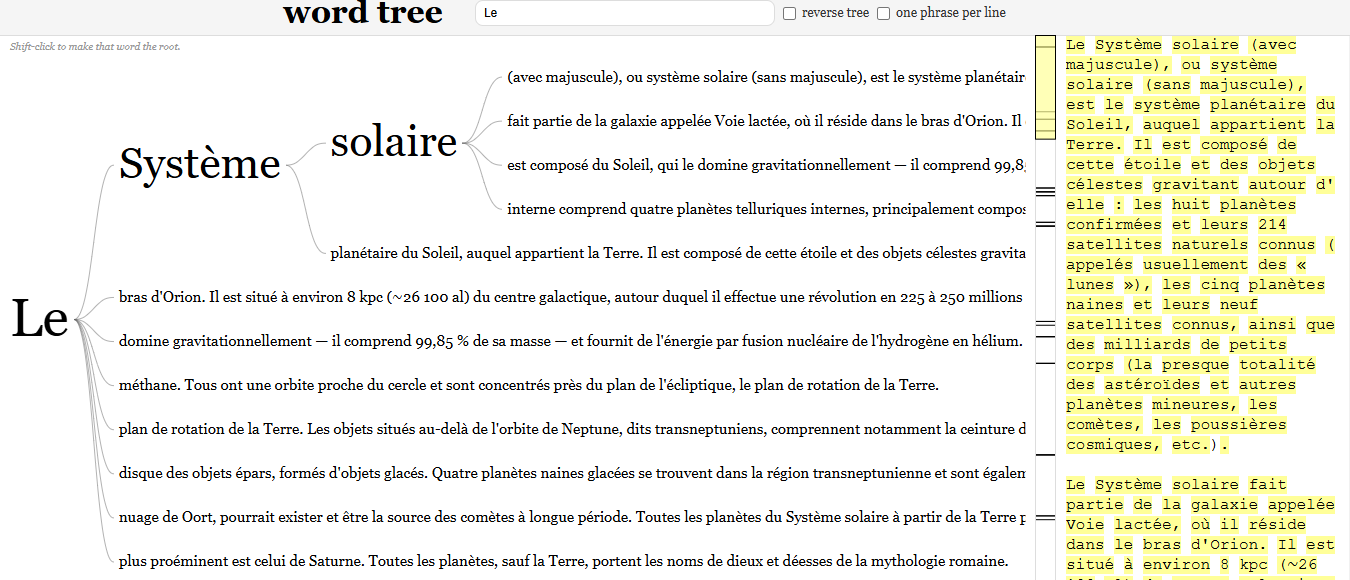 word tree
Le
reverse tree
one phrase per line
Shift-click to make that word the root.
Le
Système
solaire
(avec majuscule), ou système solaire (sans majuscule), est le système planétaire
fait partie de la galaxie appelée Voie lactée, où il réside dans le bras d'Orion. Il
est composé du Soleil, qui le domine gravitationnellement — il comprend 99,85
interne comprend quatre planètes telluriques internes, principalement compos
planétaire du Soleil, auquel appartient la Terre. Il est composé de cette étoile et des objets célestes gravita
bras d'Orion. Il est situé à environ 8 kpc (~26 100 al) du centre galactique, autour duquel il effectue une révolution en 225 à 250 millions
domine gravitationnellement — il comprend 99,85 % de sa masse — et fournit de l'énergie par fusion nucléaire de l'hydrogène en hélium.
méthane. Tous ont une orbite proche du cercle et sont concentrés près du plan de l'écliptique, le plan de rotation de la Terre.
plan de rotation de la Terre. Les objets situés au-delà de l'orbite de Neptune, dits transneptuniens, comprennent notamment la ceinture d
disque des objets épars, formés d'objets glacés. Quatre planètes naines glacées se trouvent dans la région transneptunienne et sont égalem
nuage de Oort, pourrait exister et être la source des comètes à longue période. Toutes les planètes du Système solaire à partir de la Terre p
plus proéminent est celui de Saturne. Toutes les planètes, sauf la Terre, portent les noms de dieux et déesses de la mythologie romaine.
Le Système solaire (avec
majuscule), ou système
solaire (sans majuscule),
est le système planétaire du
Soleil, auquel appartient la
Terre. Il est composé de
cette étoile et des objets
célestes gravitant autour d'
elle : les huit planètes
confirmées et leurs 214
satellites naturels connus (
appelés usuellement des «
lunes »), les cinq planètes
naines et leurs neuf
satellites connus, ainsi que
des milliards de petits
corps (la presque totalité
des astéroïdes et autres
planètes mineures, les
comètes, les poussières
cosmiques, etc.).
Le Système solaire fait
partie de la galaxie appelée
Voie lactée, où il réside
dans le bras d'Orion. Il est
situé à environ 8 kpc (~26